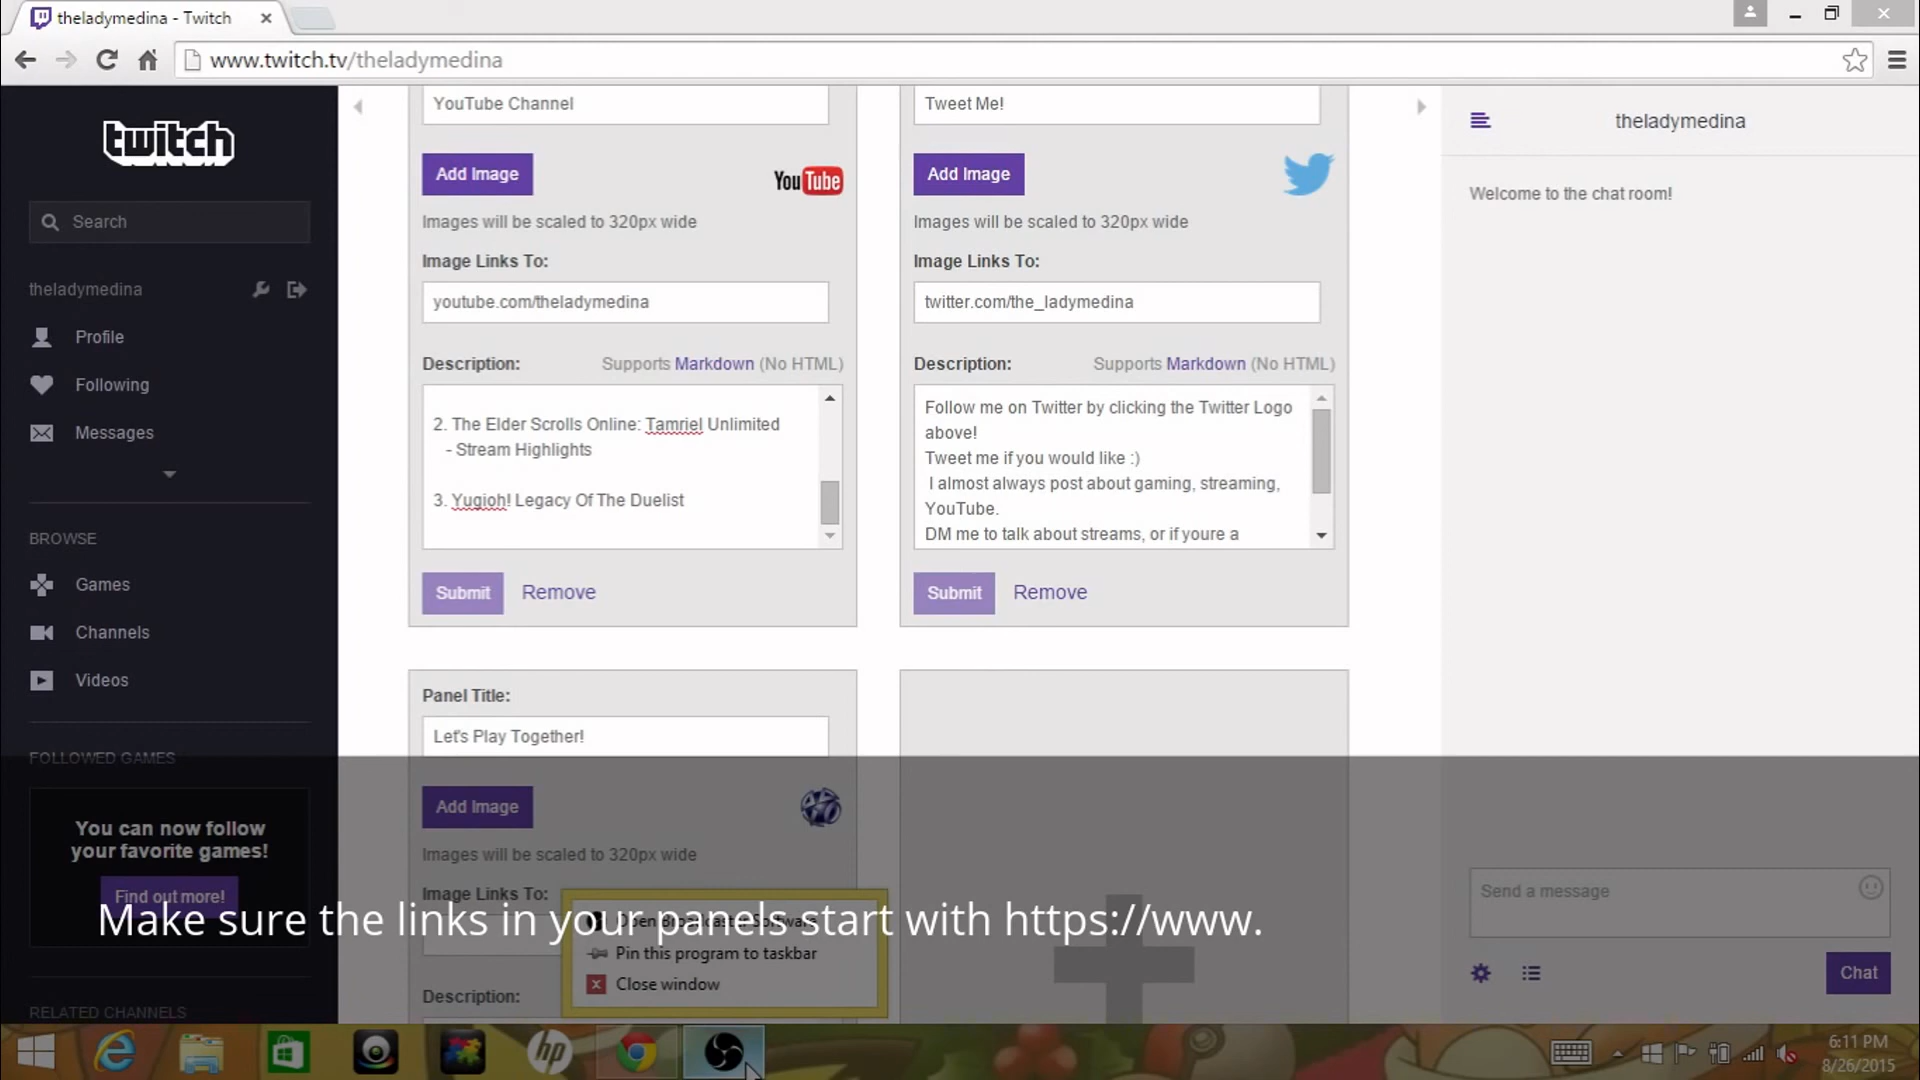 theladymedina - Twitch
www.twitch.tv/theladymedina
twitch
Search
theladymedina
Profile
Following
Messages
BROWSE
Games
Channels
Videos
FOLLOWED GAMES
You can now follow
your favorite games!
Find out more!
RELATED CHANNELS
YouTube Channel
Add Image
YouTube
Images will be scaled to 320px wide
Image Links To:
youtube.com/theladymedina
Description: Supports Markdown (No HTML)
2. The Elder Scrolls Online: Tamriel Unlimited
- Stream Highlights
3. Yugioh! Legacy Of The Duelist
Submit Remove
Tweet Me!
Add Image
Images will be scaled to 320px wide
Image Links To:
twitter.com/the_ladymedina
Description: Supports Markdown (No HTML)
Follow me on Twitter by clicking the Twitter Logo
above!
Tweet me if you would like :)
I almost always post about gaming, streaming,
YouTube.
DM me to talk about streams, or if youre a
Submit Remove
Panel Title:
Let's Play Together!
Add Image
Images will be scaled to 320px wide
Image Links To:
Description:
Open Broadcaster Software
Pin this program to taskbar
Close window
Make sure the links in your panels start with https://www.
theladymedina
Welcome to the chat room!
Send a message
Chat
hp
6:11 PM
8/26/2015